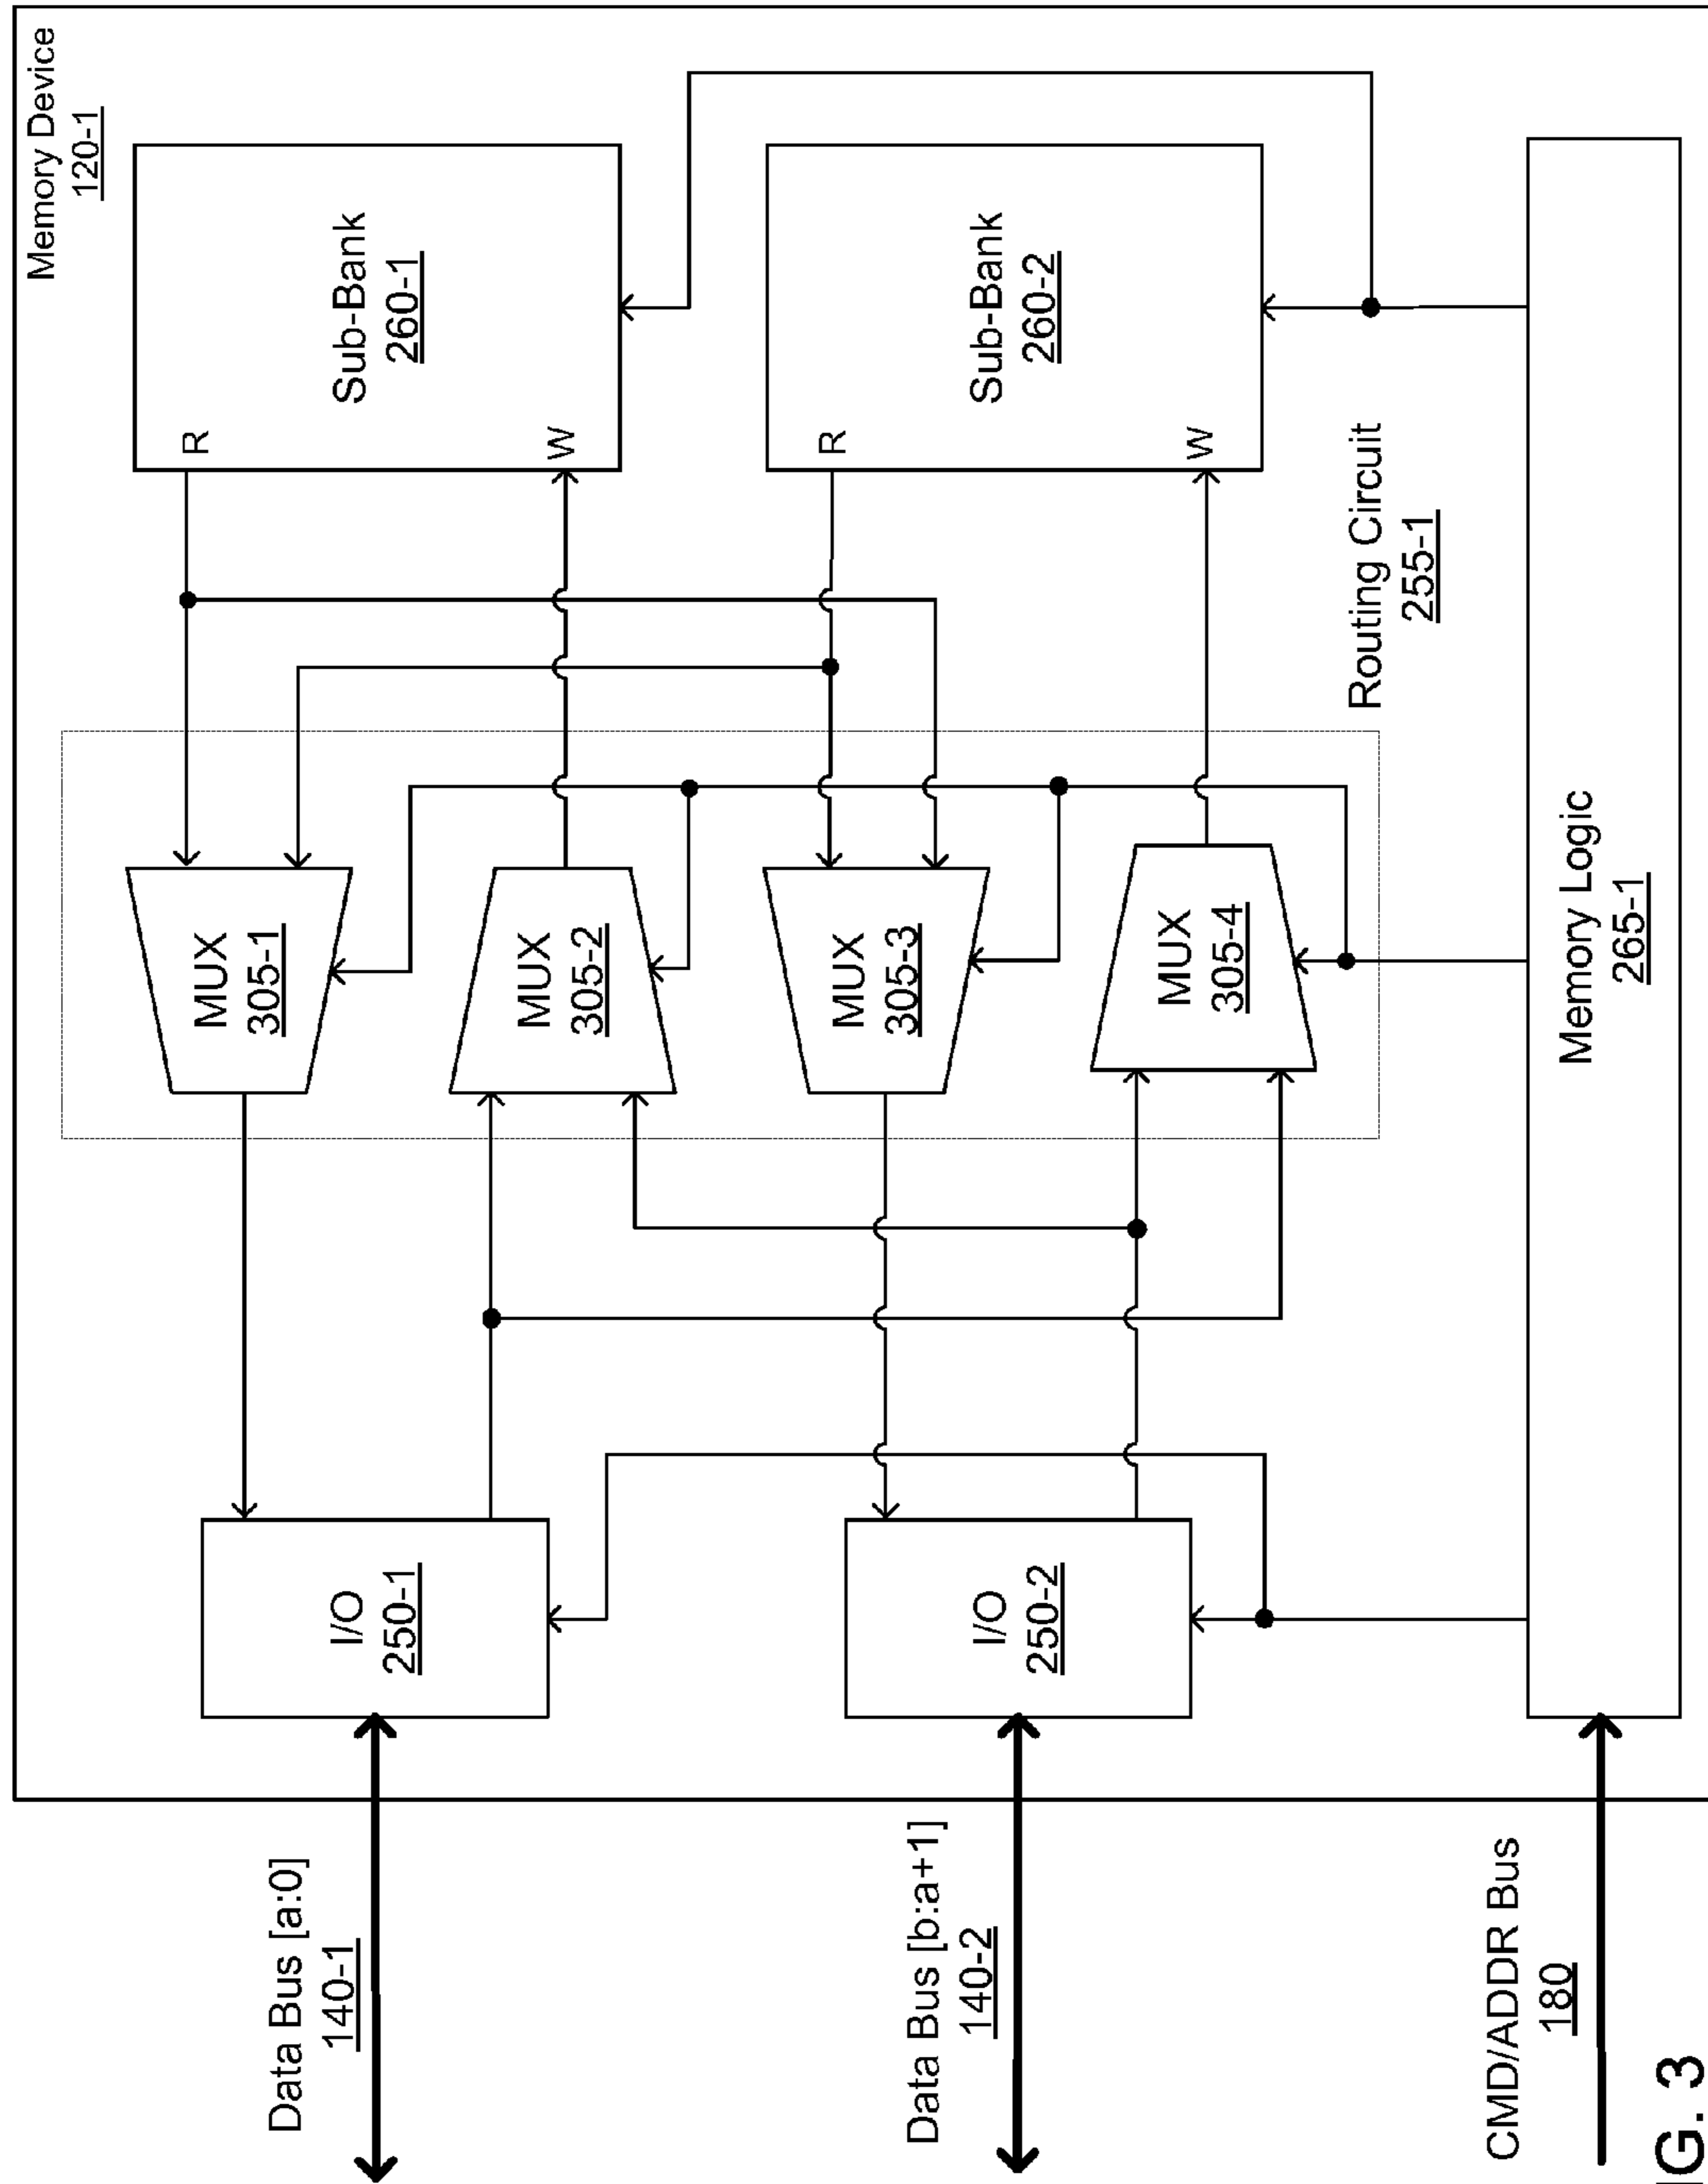 Memory Device
120-1
Data Bus [a:0]
140-1
I/O
250-1
MUX
305-1
R
Sub-Bank
260-1
W
MUX
305-2
Data Bus [b:a+1]
140-2
I/O
250-2
MUX
305-3
R
Sub-Bank
260-2
W
MUX
305-4
Routing Circuit
255-1
CMD/ADDR Bus
180
Memory Logic
265-1
G. 3